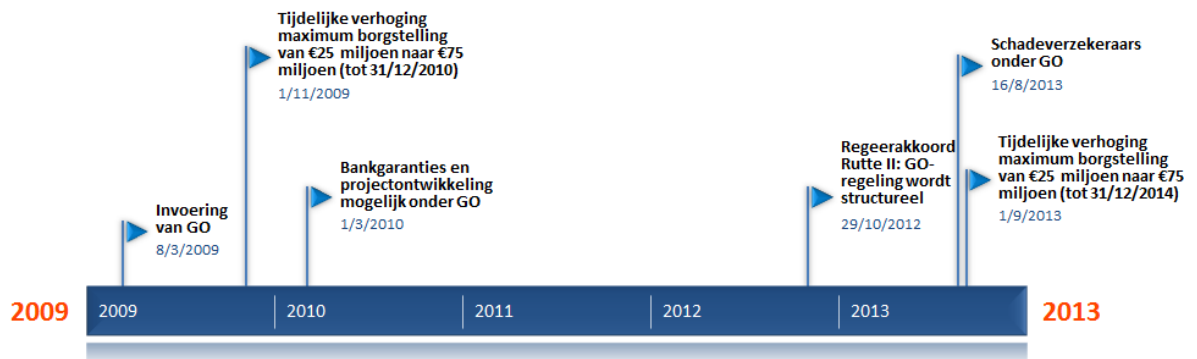 Tijdelijke verhoging
maximum borgstelling
van €25 miljoen naar €75
miljoen (tot 31/12/2010)
1/11/2009
Schadeverzekeraars
onder GO
16/8/2013
Bankgaranties en
projectontwikkeling
mogelijk onder GO
1/3/2010
Regeerakkoord
Rutte II: GO-
regeling wordt
structureel
29/10/2012
Tijdelijke verhoging
maximum borgstelling
van €25 miljoen naar €75
miljoen (tot 31/12/2014)
1/9/2013
Invoering
van GO
8/3/2009
2009
2009
2010
2011
2012
2013
2013